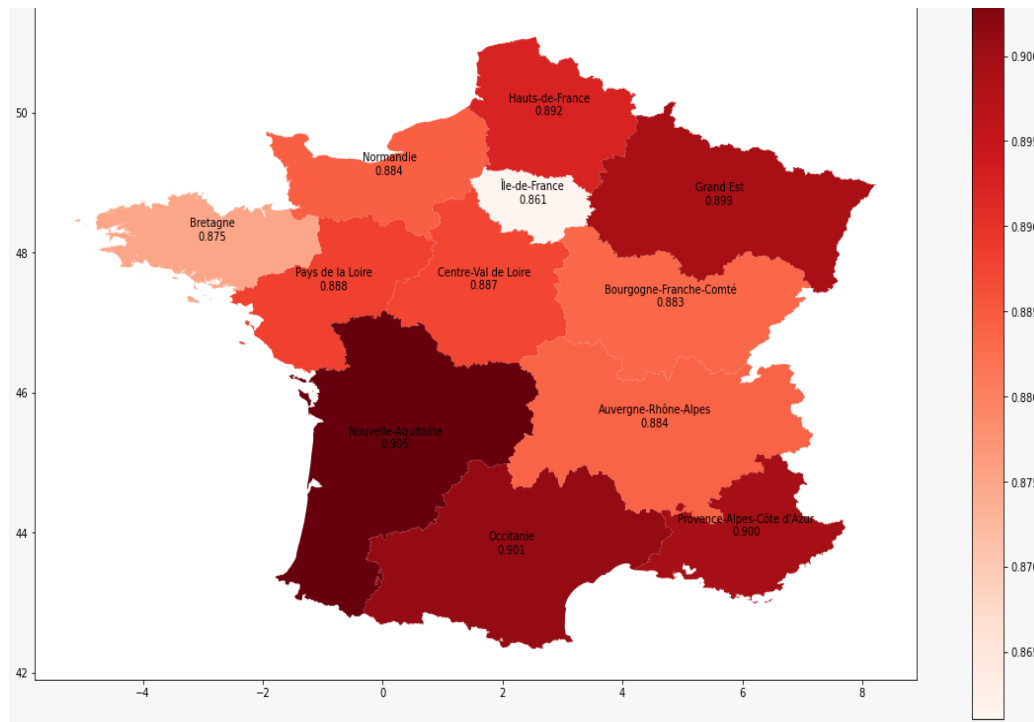 Hauts-de-France
0.892
Normandie
0.884
Île-de-France
0.861
Grand Est
0.899
Bretagne
0.875
Pays de la Loire
0.888
Centre-Val de Loire
0.887
Bourgogne-Franche-Comté
0.883
Auvergne-Rhône-Alpes
0.884
Nouvelle-Aquitaine
0.905
Provence-Alpes-Côte d'Azur
0.900
Occitanie
0.901
50
48
46
44
42
−4
−2
0
2
4
6
8
0.900
0.895
0.890
0.885
0.880
0.875
0.870
0.865